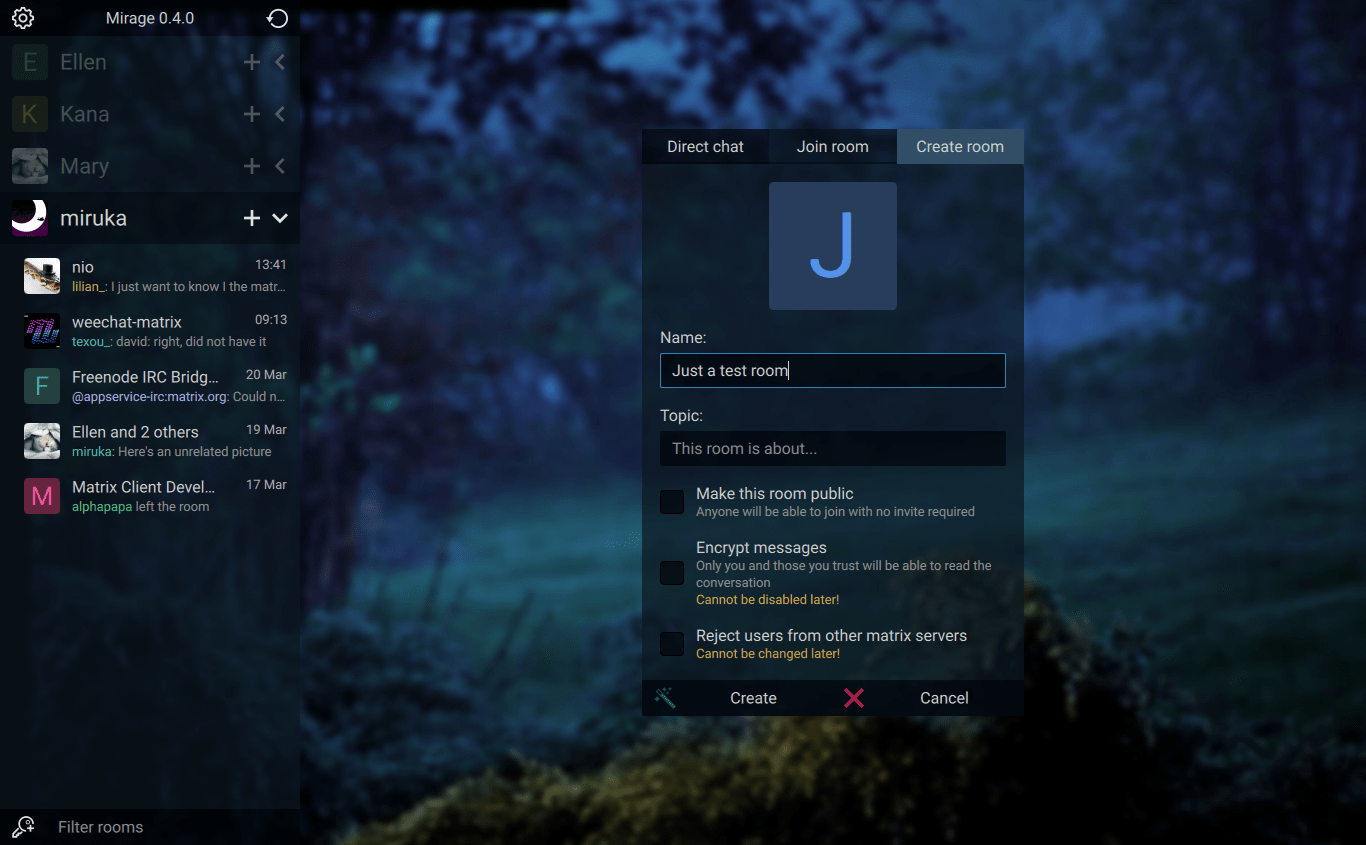 Mirage 0.4.0
E Ellen
K Kana
Mary
miruka
nio 13:41
lilian_: I just want to know I the matr...
weechat-matrix 09:13
texou_: david: right, did not have it
F Freenode IRC Bridg... 20 Mar
@appservice-irc:matrix.org: Could n...
Ellen and 2 others 19 Mar
miruka: Here's an unrelated picture
M Matrix Client Devel... 17 Mar
alphapapa left the room
Filter rooms
Direct chat Join room Create room
J
Name:
Just a test room
Topic:
This room is about...
Make this room public
Anyone will be able to join with no invite required
Encrypt messages
Only you and those you trust will be able to read the
conversation
Cannot be disabled later!
Reject users from other matrix servers
Cannot be changed later!
Create Cancel